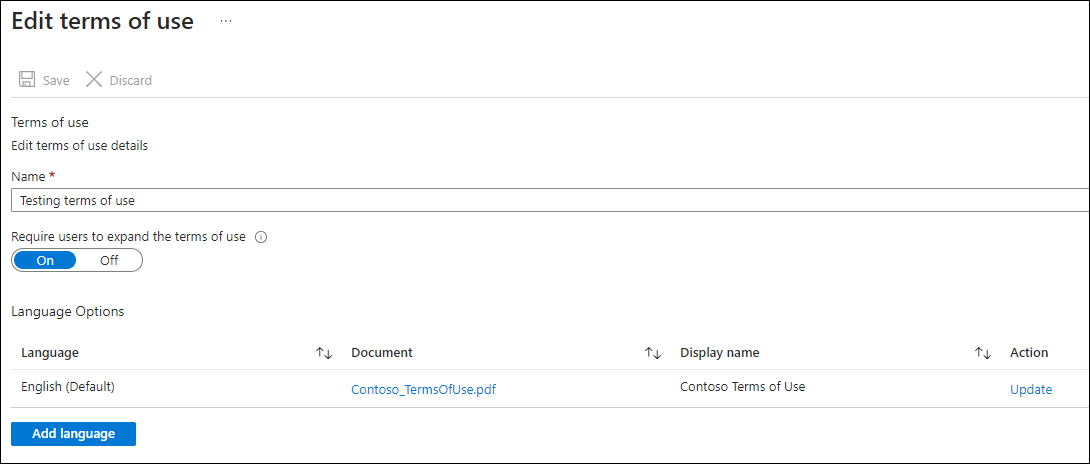 Edit terms of use ...
Save Discard
Terms of use
Edit terms of use details
Name *
Testing terms of use
Require users to expand the terms of use
On Off
Language Options
Language Document Display name Action
English (Default) Contoso_TermsOfUse.pdf Contoso Terms of Use Update
Add language